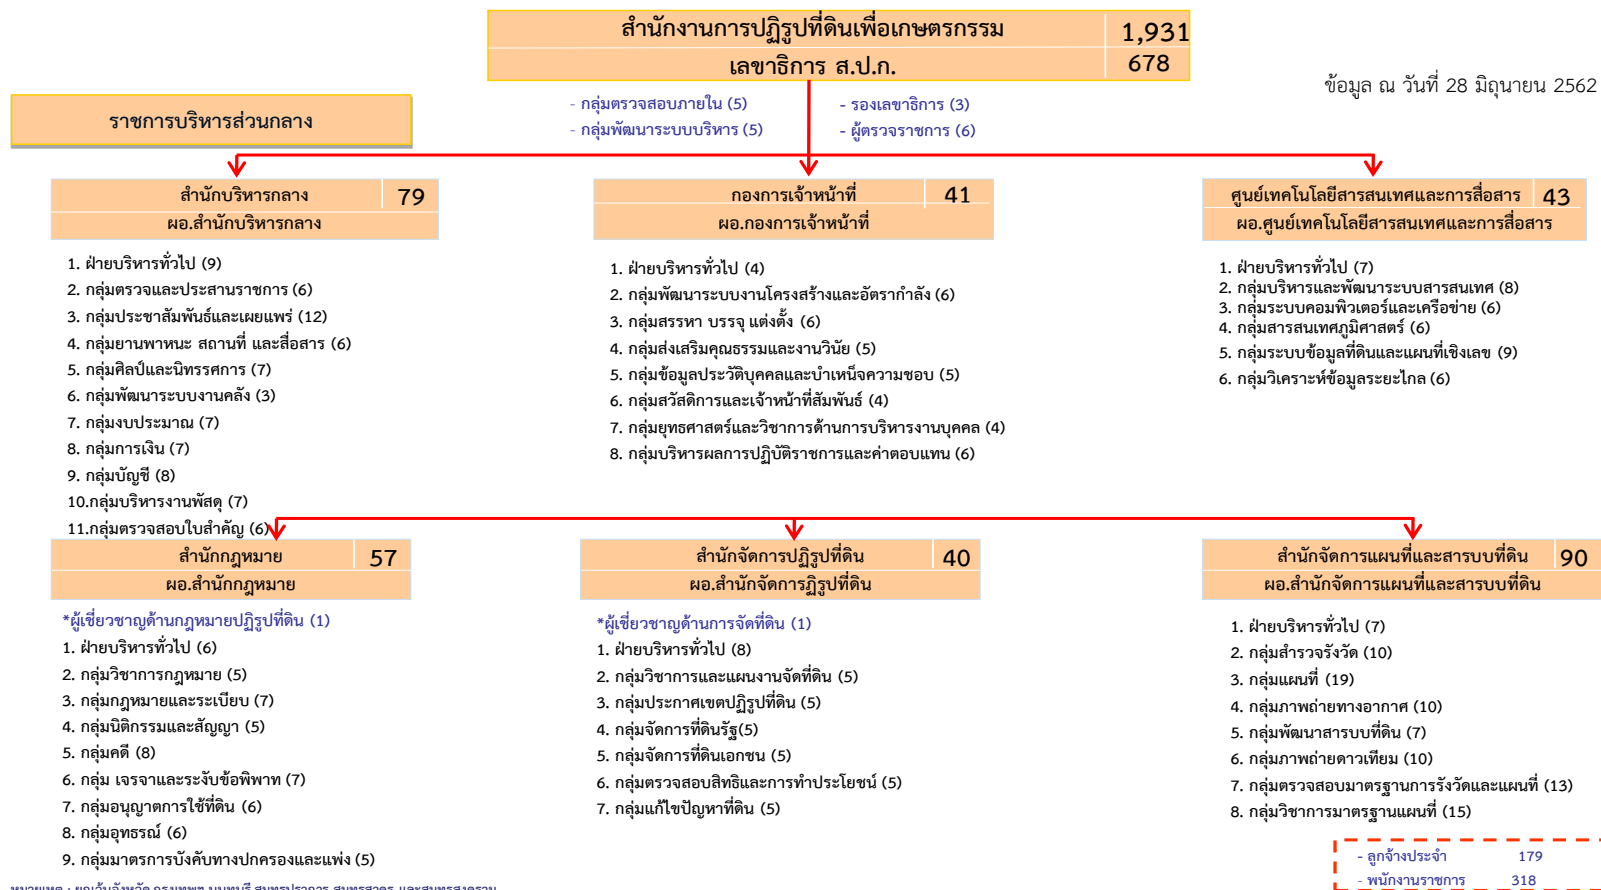 สำนักงานการปฏิรูปที่ดินเพื่อเกษตรกรรม 1,931
เลขาธิการ ส.ป.ก. 678
ข้อมูล ณ วันที่ 28 มิถุนายน 2562
ราชการบริหารส่วนกลาง
- กลุ่มตรวจสอบภายใน (5)
- กลุ่มพัฒนาระบบบริหาร (5)
- รองเลขาธิการ (3)
- ผู้ตรวจราชการ (6)
สำนักบริหารกลาง 79
ผอ.สำนักบริหารกลาง
1. ฝ่ายบริหารทั่วไป (9)
2. กลุ่มตรวจและประสานราชการ (6)
3. กลุ่มประชาสัมพันธ์และเผยแพร่ (12)
4. กลุ่มยานพาหนะ สถานที่ และสื่อสาร (6)
5. กลุ่มศิลป์และนิทรรศการ (7)
6. กลุ่มพัฒนาระบบงานคลัง (3)
7. กลุ่มงบประมาณ (7)
8. กลุ่มการเงิน (7)
9. กลุ่มบัญชี (8)
10.กลุ่มบริหารงานพัสดุ (7)
11.กลุ่มตรวจสอบใบสำคัญ (6)
กองการเจ้าหน้าที่ 41
ผอ.กองการเจ้าหน้าที่
1. ฝ่ายบริหารทั่วไป (4)
2. กลุ่มพัฒนาระบบงานโครงสร้างและอัตรากำลัง (6)
3. กลุ่มสรรหา บรรจุ แต่งตั้ง (6)
4. กลุ่มส่งเสริมคุณธรรมและงานวินัย (5)
5. กลุ่มข้อมูลประวัติบุคคลและบำเหน็จความชอบ (5)
6. กลุ่มสวัสดิการและเจ้าหน้าที่สัมพันธ์ (4)
7. กลุ่มยุทธศาสตร์และวิชาการด้านการบริหารงานบุคคล (4)
8. กลุ่มบริหารผลการปฏิบัติราชการและค่าตอบแทน (6)
ศูนย์เทคโนโลยีสารสนเทศและการสื่อสาร 43
ผอ.ศูนย์เทคโนโลยีสารสนเทศและการสื่อสาร
1. ฝ่ายบริหารทั่วไป (7)
2. กลุ่มบริหารและพัฒนาระบบสารสนเทศ (8)
3. กลุ่มระบบคอมพิวเตอร์และเครือข่าย (6)
4. กลุ่มสารสนเทศภูมิศาสตร์ (6)
5. กลุ่มระบบข้อมูลที่ดินและแผนที่เชิงเลข (9)
6. กลุ่มวิเคราะห์ข้อมูลระยะไกล (6)
สำนักกฎหมาย 57
ผอ.สำนักกฎหมาย
*ผู้เชี่ยวชาญด้านกฎหมายปฏิรูปที่ดิน (1)
1. ฝ่ายบริหารทั่วไป (6)
2. กลุ่มวิชาการกฎหมาย (5)
3. กลุ่มกฎหมายและระเบียบ (7)
4. กลุ่มนิติกรรมและสัญญา (5)
5. กลุ่มคดี (8)
6. กลุ่ม เจรจาและระงับข้อพิพาท (7)
7. กลุ่มอนุญาตการใช้ที่ดิน (6)
8. กลุ่มอุทธรณ์ (6)
9. กลุ่มมาตรการบังคับทางปกครองและแพ่ง (5)
สำนักจัดการปฏิรูปที่ดิน 40
ผอ.สำนักจัดการฏิรูปที่ดิน
*ผู้เชี่ยวชาญด้านการจัดที่ดิน (1)
1. ฝ่ายบริหารทั่วไป (8)
2. กลุ่มวิชาการและแผนงานจัดที่ดิน (5)
3. กลุ่มประกาศเขตปฏิรูปที่ดิน (5)
4. กลุ่มจัดการที่ดินรัฐ(5)
5. กลุ่มจัดการที่ดินเอกชน (5)
6. กลุ่มตรวจสอบสิทธิและการทำประโยชน์ (5)
7. กลุ่มแก้ไขปัญหาที่ดิน (5)
สำนักจัดการแผนที่และสารบบที่ดิน 90
ผอ.สำนักจัดการแผนที่และสารบบที่ดิน
1. ฝ่ายบริหารทั่วไป (7)
2. กลุ่มสำรวจรังวัด (10)
3. กลุ่มแผนที่ (19)
4. กลุ่มภาพถ่ายทางอากาศ (10)
5. กลุ่มพัฒนาสารบบที่ดิน (7)
6. กลุ่มภาพถ่ายดาวเทียม (10)
7. กลุ่มตรวจสอบมาตรฐานการรังวัดและแผนที่ (13)
8. กลุ่มวิชาการมาตรฐานแผนที่ (15)
- ลูกจ้างประจำ 179
- พนักงานราชการ 318
หมายเหตุ : ยกเว้นจังหวัด กรุงเทพฯ นนทบุรี สมุทรปราการ สมุทรสาคร และสมุทรสงคราม